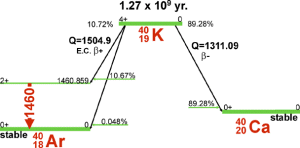 1.27 x 10⁹ yr.
10.72% 4+ 0 89.28%
40
19 K
Q=1504.9
E.C. β+
Q=1311.09
β-
2+ 1460.859 10.67%
1460
0+ 0 0.048%
stable 40
18 Ar
89.28% 0+ 0
stable
40
20 Ca